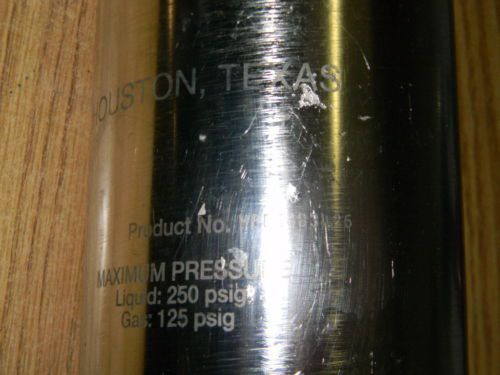 HOUSTON, TEXAS
Product No.
MAXIMUM PRESSURE
Liquid: 250 psig
Gas: 125 psig